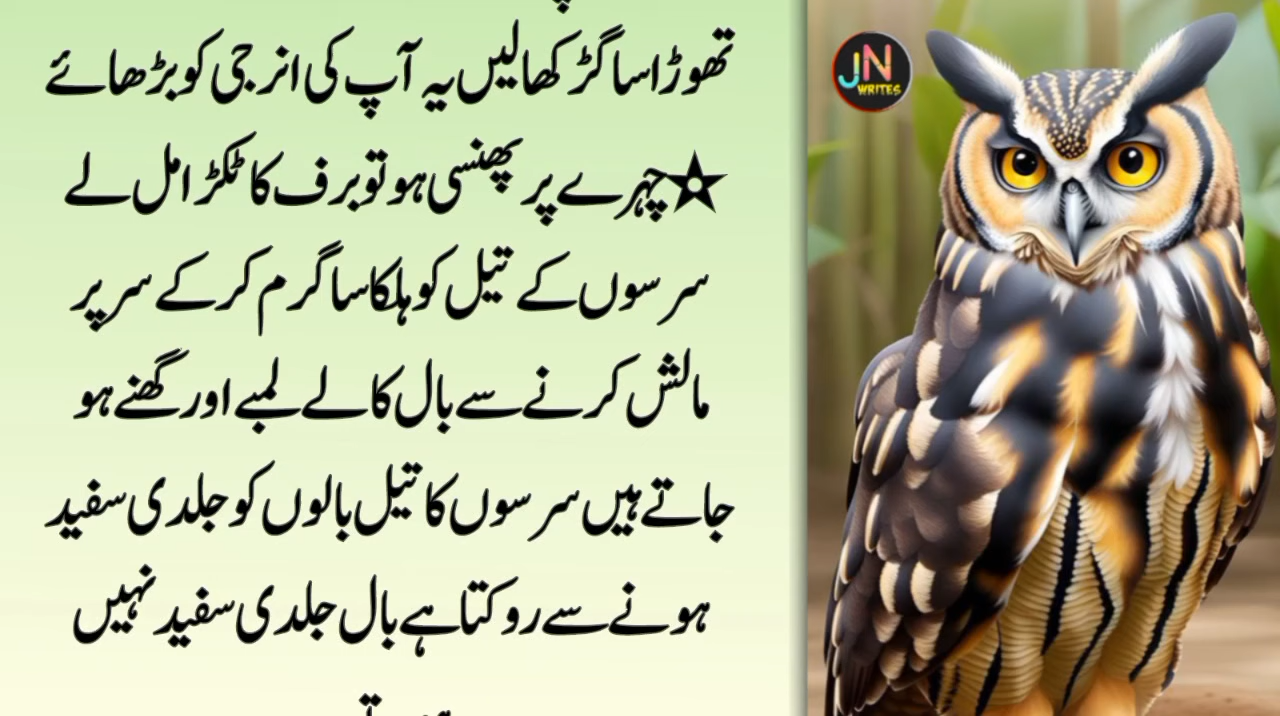 تھوڑا سا گڑ کھا لیں یہ آپ کی انرجی کو بڑھائے
☆چہرے پر پھنسی ہو تو برف کا ٹکڑا مل لے
سرسوں کے تیل کو ہلکا سا گرم کر کے سر پر
مالش کرنے سے بال کالے لمبے اور گھنے ہو
جاتے ہیں سرسوں کا تیل بالوں کو جلدی سفید
ہونے سے روکتا ہے بال جلدی سفید نہیں
JN
WRITES